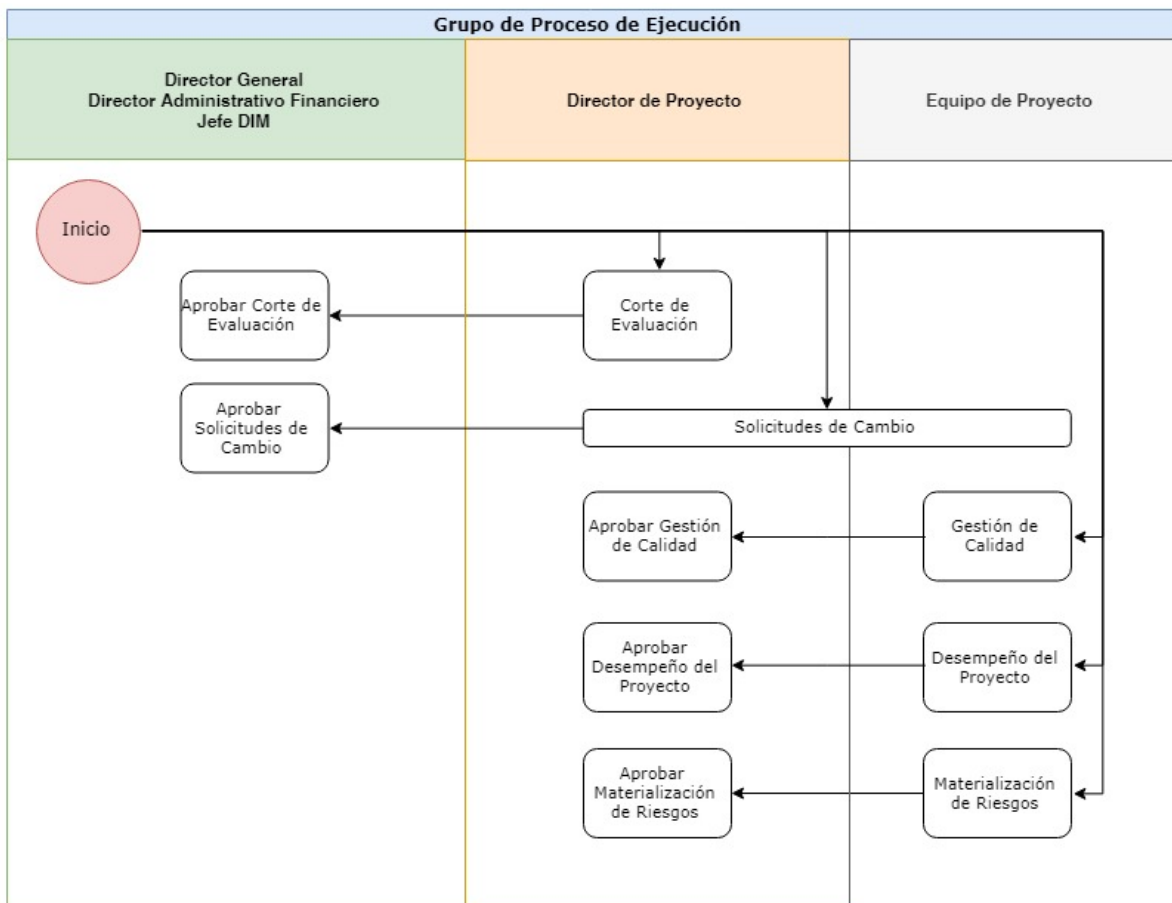 Grupo de Proceso de Ejecución
Director General
Director Administrativo Financiero
Jefe DIM
Director de Proyecto
Equipo de Proyecto
Inicio
Aprobar Corte de
Evaluación
Corte de
Evaluación
Aprobar
Solicitudes de
Cambio
Solicitudes de Cambio
Aprobar Gestión
de Calidad
Gestión de
Calidad
Aprobar
Desempeño del
Proyecto
Desempeño del
Proyecto
Aprobar
Materialización
de Riesgos
Materialización
de Riesgos